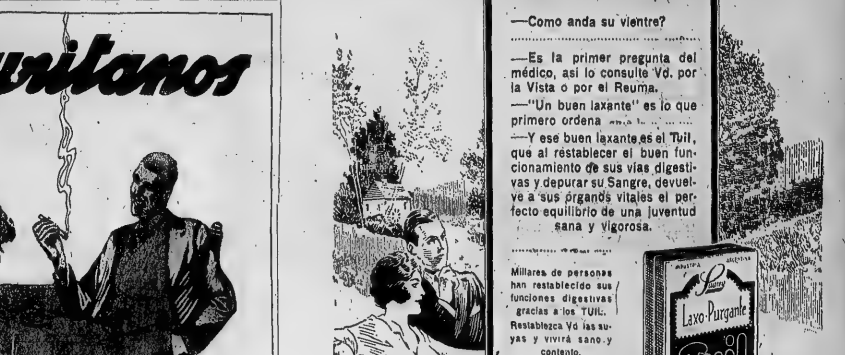 uritanos
—Como anda su vientre?
—Es la primer pregunta del
médico, asi lo consulte Vd. por
la Vista o por el Reuma.
—"Un buen laxante" es lo que
primero ordena
—Y ese buen laxante es el Tuil,
que al restablecer el buen fun-
cionamiento de sus vías digesti-
vas y depurar su Sangre, devuel-
ve a sus órganos vitales el per-
fecto equilibrio de una juventud
sana y vigorosa.
Millares de personas
han restablecido sus
funciones digestivas
gracias a los TUIL.
Restablezca Vd las su-
yas y vivirá sano y
contento.
INDUSTRIA ARGENTINA
Suarry
Laxo-Purgante